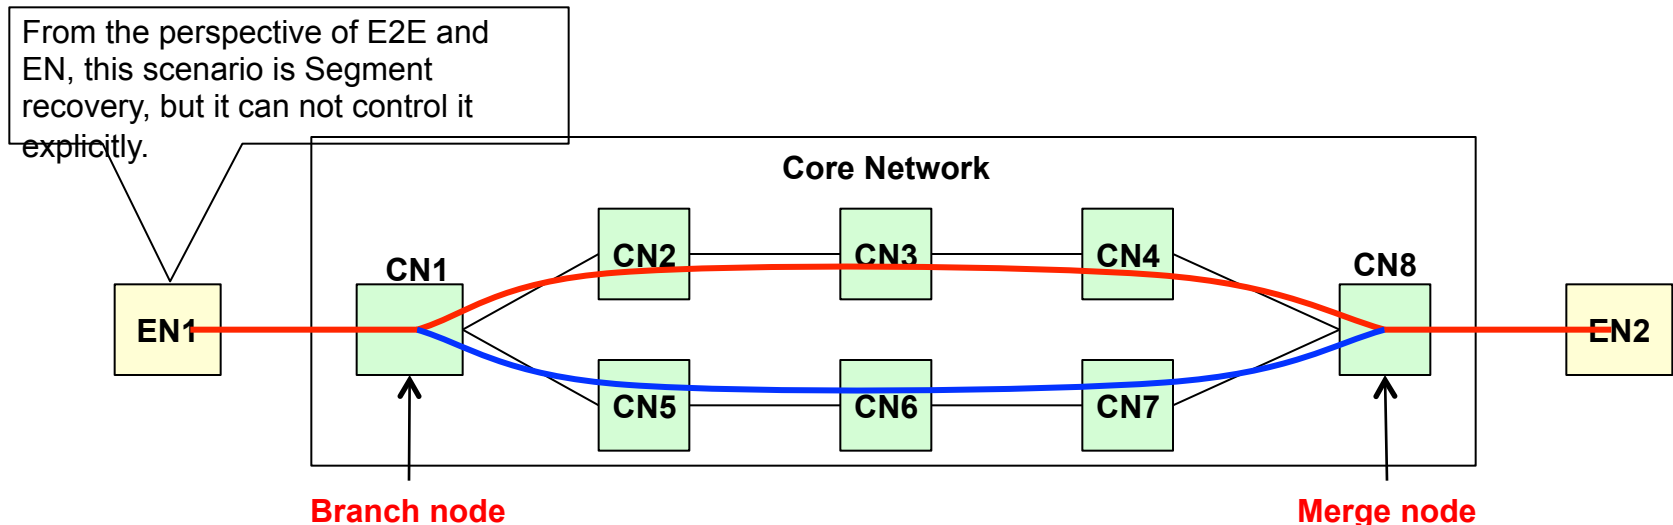 From the perspective of E2E and
EN, this scenario is Segment
recovery, but it can not control it
explicitly.
Core Network
CN2
CN3
CN4
CN1
CN8
EN1
EN2
CN5
CN6
CN7
Branch node
Merge node